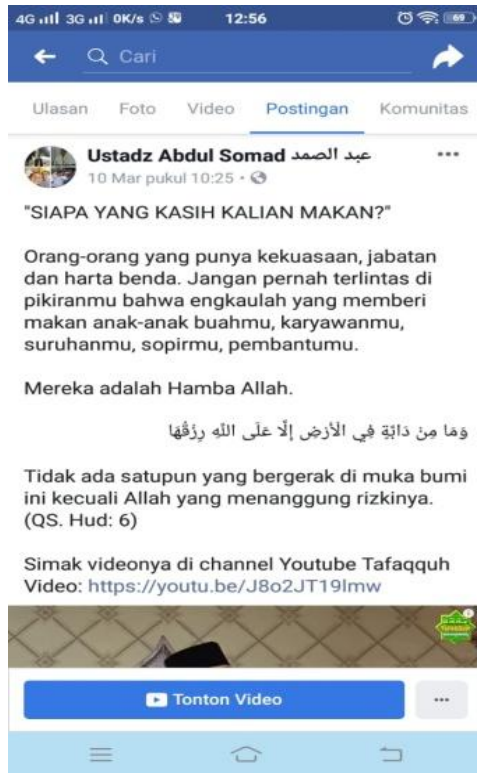 4G 3G 0K/s 12:56 69
Cari
Ulasan Foto Video Postingan Komunitas
Ustadz Abdul Somad عبد الصمد
10 Mar pukul 10:25
"SIAPA YANG KASIH KALIAN MAKAN?"
Orang-orang yang punya kekuasaan, jabatan
dan harta benda. Jangan pernah terlintas di
pikiranmu bahwa engkaulah yang memberi
makan anak-anak buahmu, karyawanmu,
suruhanmu, sopirmu, pembantumu.
Mereka adalah Hamba Allah.
وَمَا مِنْ دَابَّةٍ فِي الْأَرْضِ إِلَّا عَلَى اللَّهِ رِزْقُهَا
Tidak ada satupun yang bergerak di muka bumi
ini kecuali Allah yang menanggung rizkinya.
(QS. Hud: 6)
Simak videonya di channel Youtube Tafaqquh
Video: https://youtu.be/J8o2JT19lmw
Tonton Video